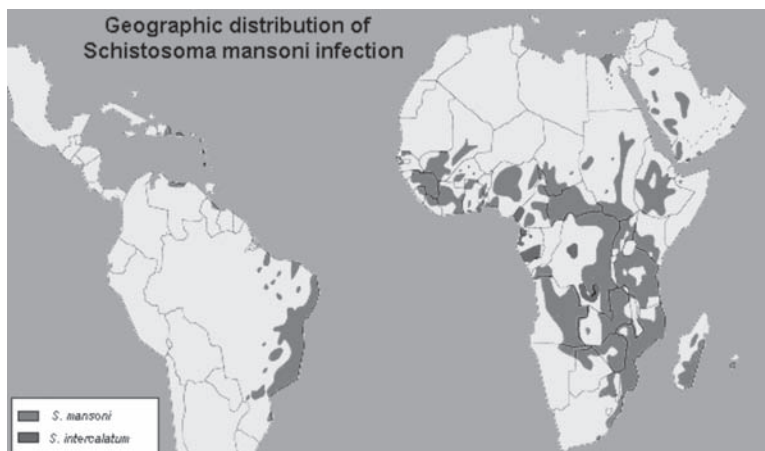 Geographic distribution of
Schistosoma mansoni infection
S. mansoni
S. intercalatum